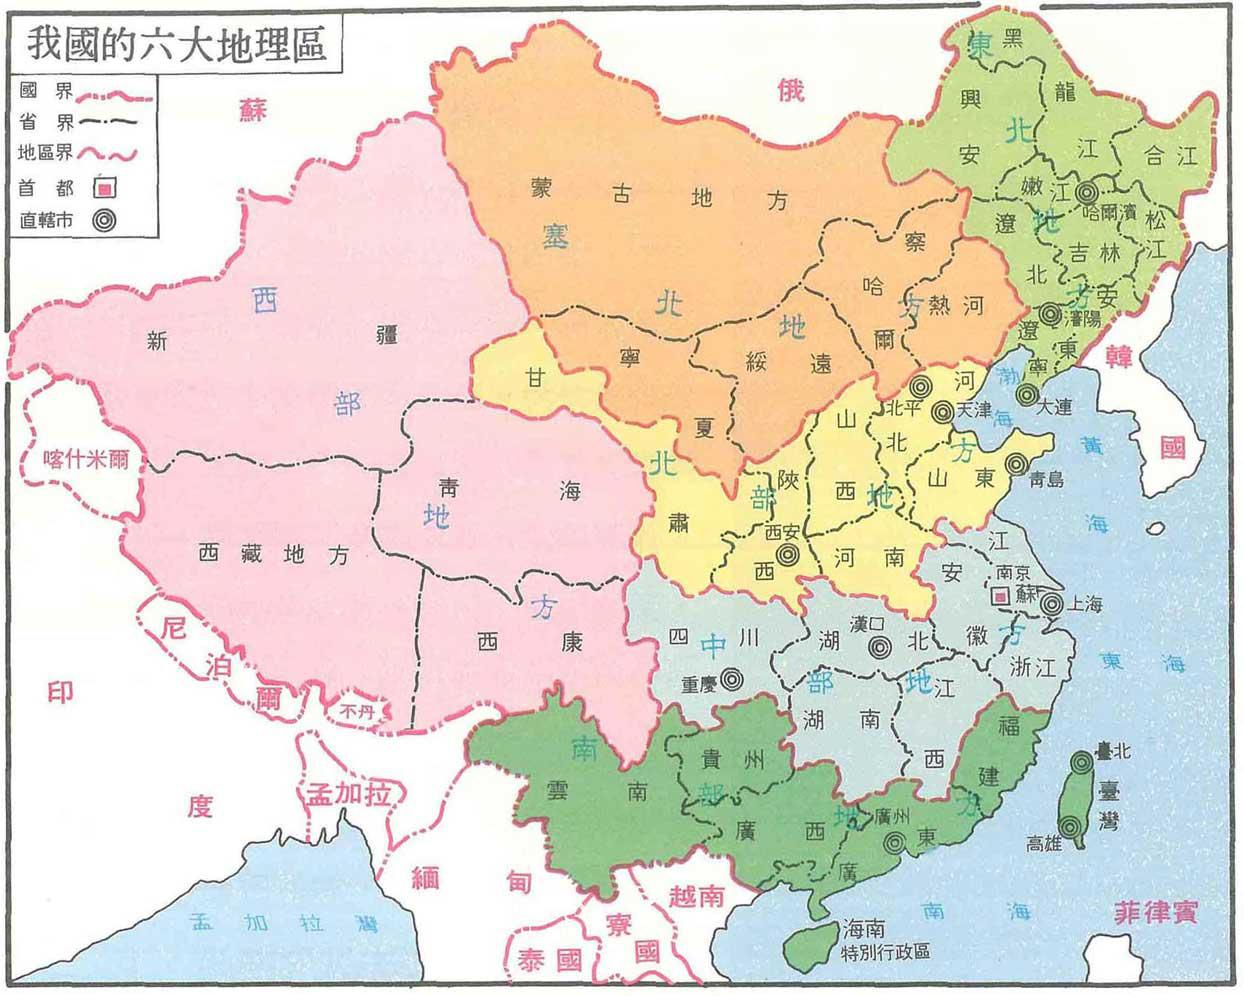 我國的六大地理區
國界
省界
地區界
首都
直轄市
蘇
俄
印
度
韓
國
緬甸
越南
寮國
泰國
菲律賓
孟加拉
尼泊爾
不丹
喀什米爾
東北地方
黑龍江
興安
合江
嫩江
哈爾濱
松江
吉林
遼北
安東
瀋陽
遼寧
大連
塞北地方
蒙古地方
察哈爾
熱河
綏遠
寧夏
西部地方
新疆
青海
西藏地方
西康
北部地方
甘肅
陝西
西安
山西
河北
北平
天津
山東
青島
河南
中部地方
四川
重慶
湖北
漢口
湖南
江西
安徽
江蘇
南京
上海
浙江
南部地方
雲南
貴州
廣西
廣東
廣州
福建
臺灣
臺北
高雄
海南
特別行政區
渤海
黃海
東海
南海
孟加拉灣